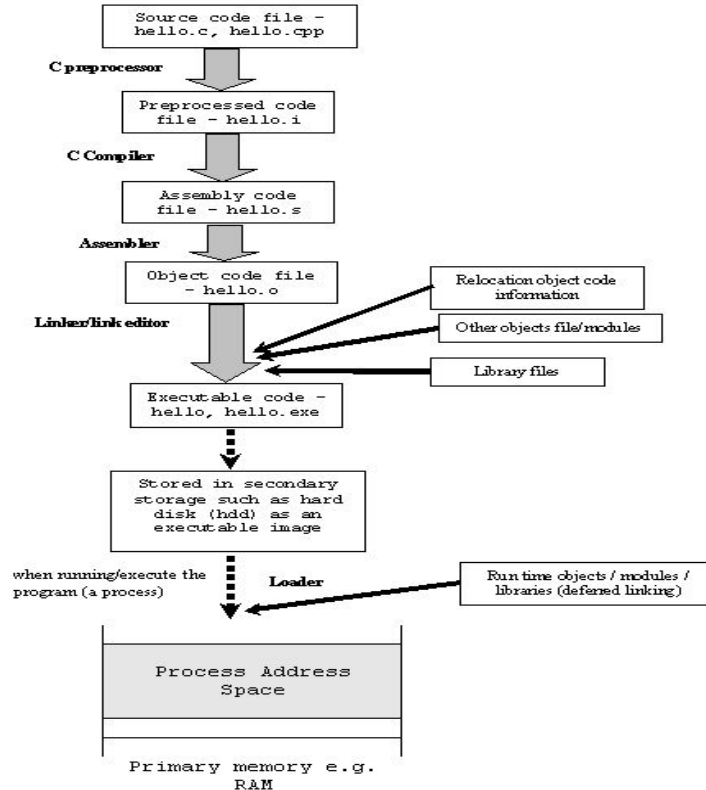 Source code file -
hello.c, hello.cpp
C preprocessor
Preprocessed code
file - hello.i
C Compiler
Assembly code
file - hello.s
Assembler
Object code file
- hello.o
Linker/link editor
Relocation object code
information
Other objects file/modules
Library files
Executable code -
hello, hello.exe
Stored in secondary
storage such as hard
disk (hdd) as an
executable image
when running/execute the
program (a process)
Loader
Run time objects / modules /
libraries (deferred linking)
Process Address
Space
Primary memory e.g.
RAM